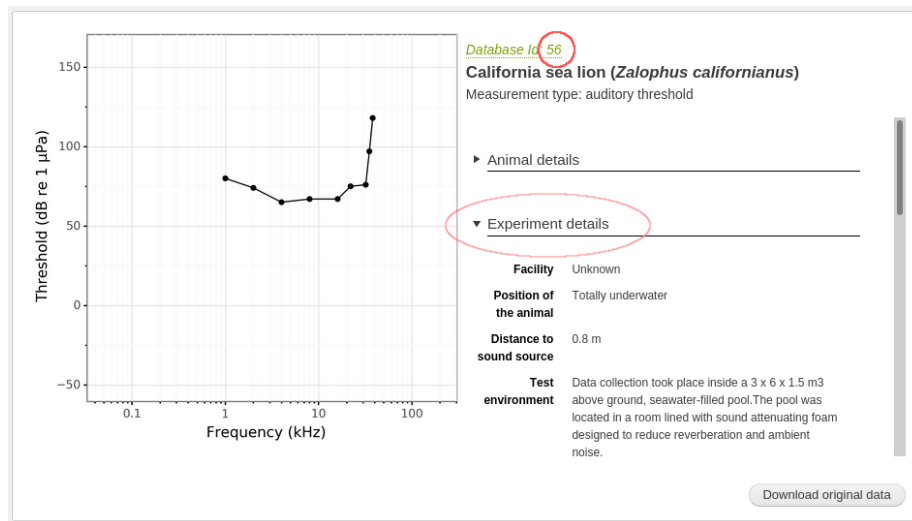 Database Id: 56
California sea lion (Zalophus californianus)
Measurement type: auditory threshold
150
100
50
0
−50
Threshold (dB re 1 µPa)
0.1 1 10 100
Frequency (kHz)
Animal details
Experiment details
Facility Unknown
Position of Totally underwater
the animal
Distance to 0.8 m
sound source
Test Data collection took place inside a 3 x 6 x 1.5 m3
environment above ground, seawater-filled pool.The pool was
located in a room lined with sound attenuating foam
designed to reduce reverberation and ambient
noise.
Download original data